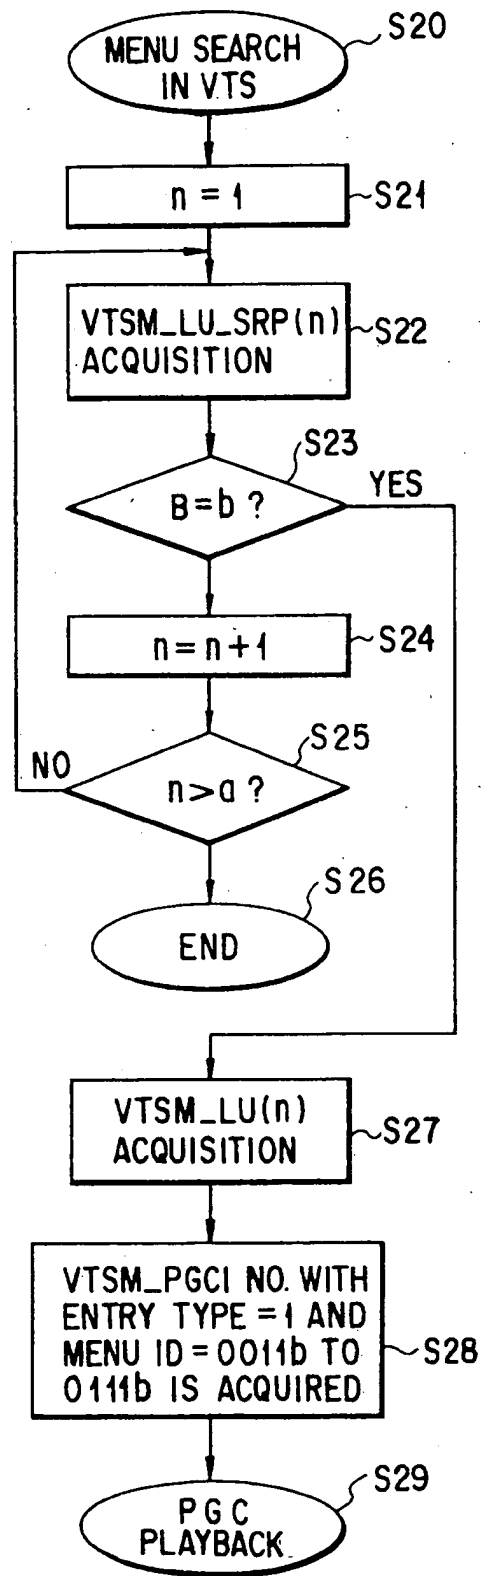 S20
MENU SEARCH
IN VTS
n = 1
S21
VTSM_LU_SRP(n)
ACQUISITION
S22
S23
B=b ?
YES
n=n+1
S24
S25
NO
n>a ?
S26
END
VTSM_LU(n)
ACQUISITION
S27
VTSM_PGCI NO. WITH
ENTRY TYPE =1 AND
MENU ID=0011b TO
0111b IS ACQUIRED
S28
S29
PGC
PLAYBACK